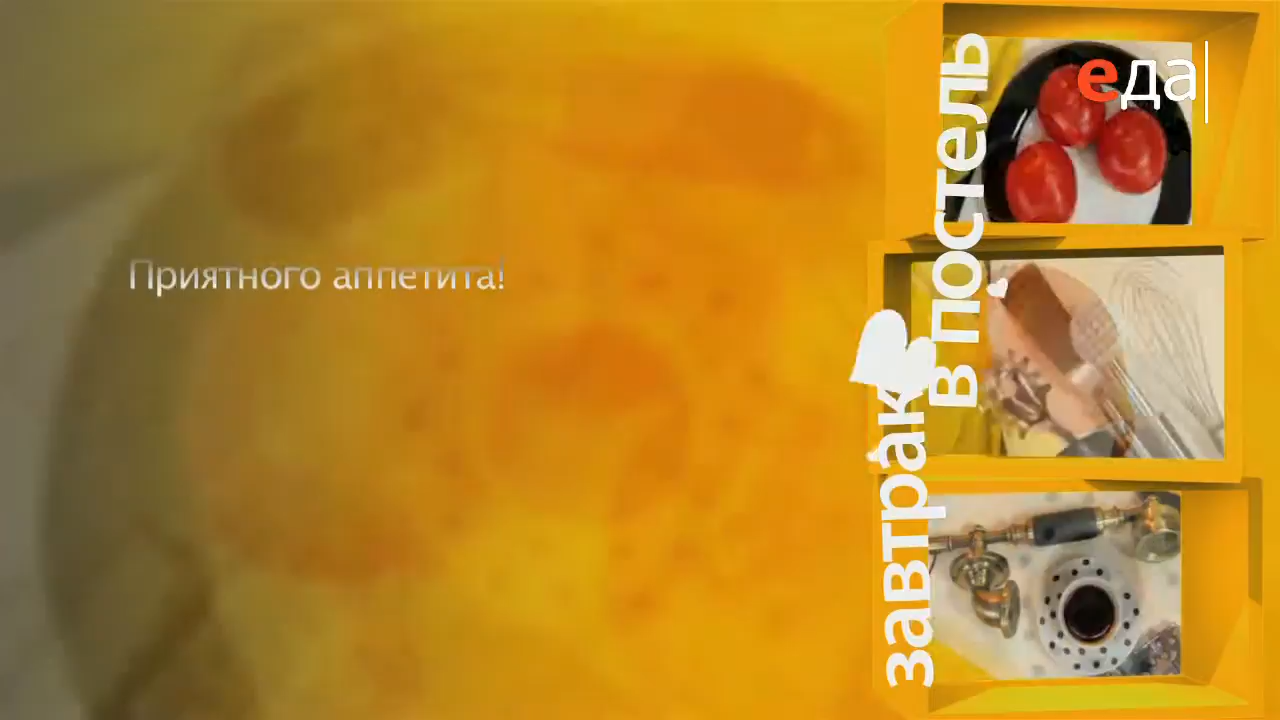 еда
Приятного аппетита!
завтрак
в постель